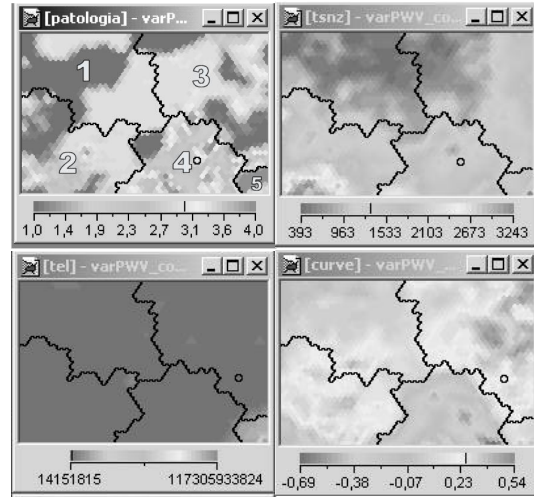 [patologia] - varP...
[tsnz] - varPWV_co...
1
3
2
4
5
1,0 1,4 1,9 2,3 2,7 3,1 3,6 4,0
393 963 1533 2103 2673 3243
[tel] - varPWV_co...
[curve] - varPWV_...
14151815 117305933824
-0,69 -0,38 -0,07 0,23 0,54